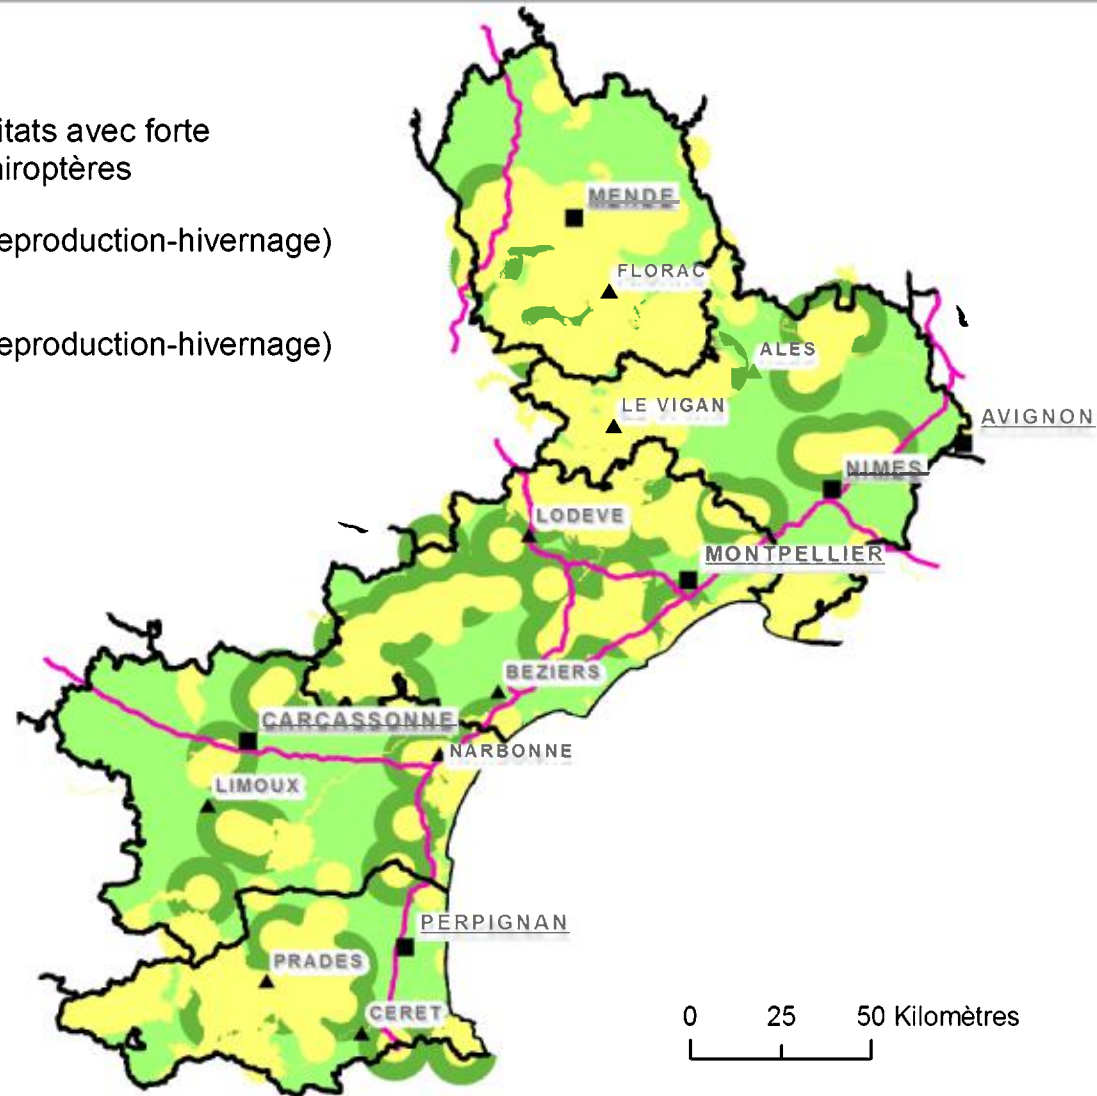 itats avec forte
hiroptères
eproduction-hivernage)
eproduction-hivernage)
MENDE
FLORAC
ALES
LE VIGAN
AVIGNON
NIMES
LODEVE
MONTPELLIER
BEZIERS
CARCASSONNE
NARBONNE
LIMOUX
PERPIGNAN
PRADES
CERET
0 25 50 Kilomètres